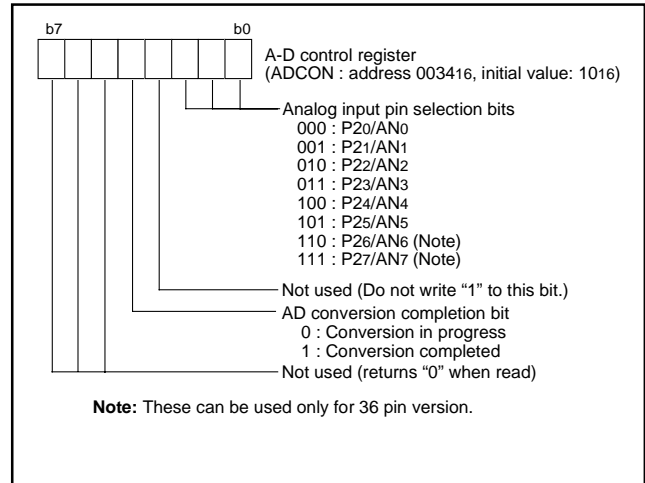 b7 b0
A-D control register
(ADCON : address 003416, initial value: 1016)
Analog input pin selection bits
000 : P20/AN0
001 : P21/AN1
010 : P22/AN2
011 : P23/AN3
100 : P24/AN4
101 : P25/AN5
110 : P26/AN6 (Note)
111 : P27/AN7 (Note)
Not used (Do not write “1” to this bit.)
AD conversion completion bit
0 : Conversion in progress
1 : Conversion completed
Not used (returns “0” when read)
Note: These can be used only for 36 pin version.